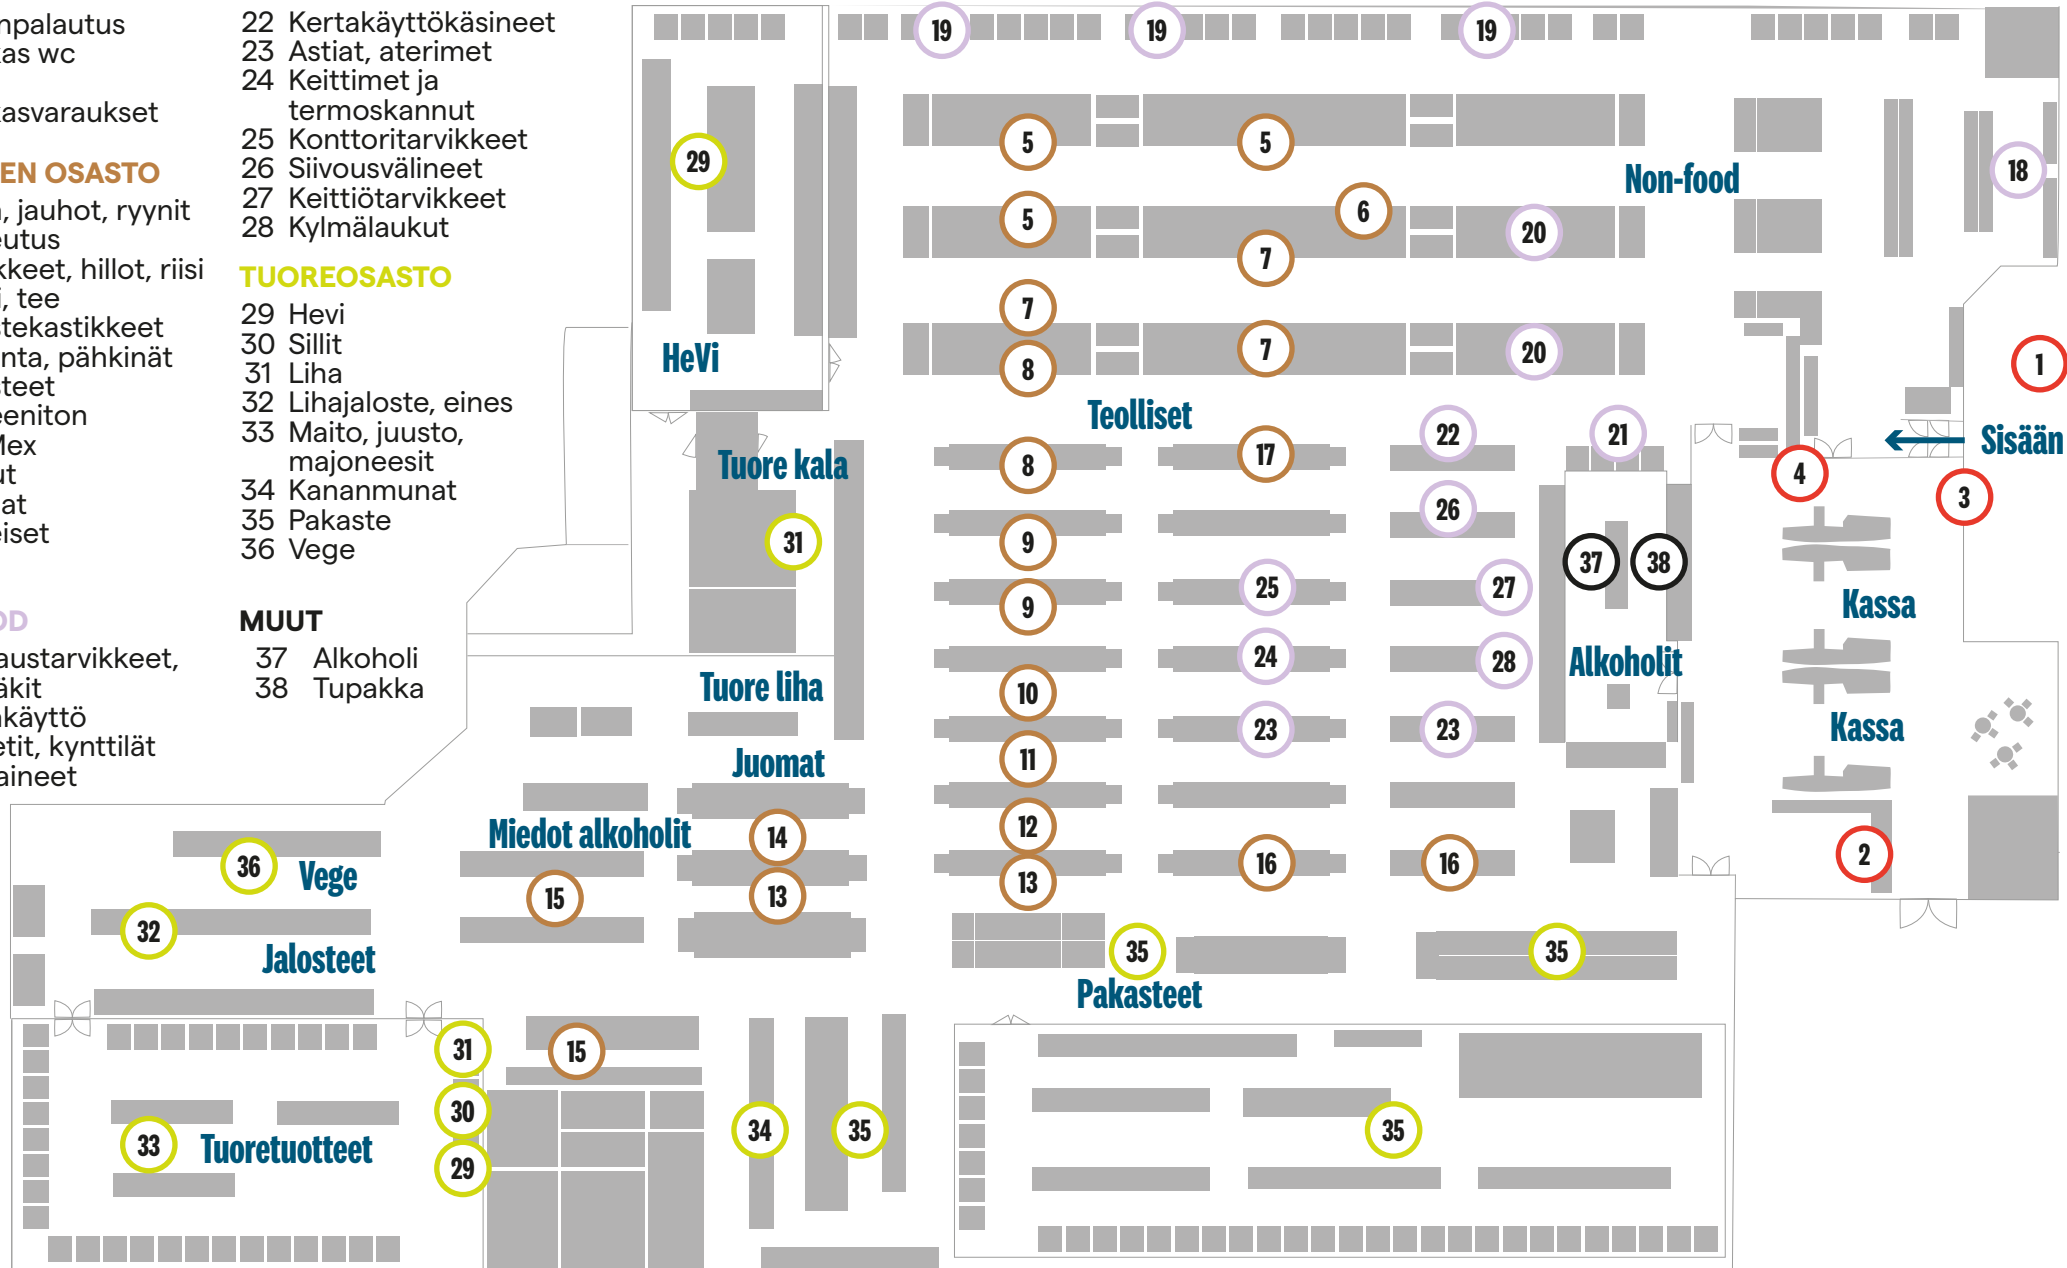 npalautus
as wc
asvaraukset
EN OSASTO
, jauhot, ryynit
eutus
kkeet, hillot, riisi
i, tee
stekastikkeet
nta, pähkinät
steet
eeniton
Mex
ut
at
eiset
OD
austarvikkeet,
äkit
nkäyttö
etit, kynttilät
aineet
22 Kertakäyttökäsineet
23 Astiat, aterimet
24 Keittimet ja
termoskannut
25 Konttoritarvikkeet
26 Siivousvälineet
27 Keittiötarvikkeet
28 Kylmälaukut
TUOREOSASTO
29 Hevi
30 Sillit
31 Liha
32 Lihajaloste, eines
33 Maito, juusto,
majoneesit
34 Kananmunat
35 Pakaste
36 Vege
MUUT
37 Alkoholi
38 Tupakka
19 19 19
5 5
29
18
Non-food
5 6
20
7
7
7 20
HeVi
8
1
Teolliset
22 21
Sisään
17
Tuore kala
8
4
3
26
31
9
37 38
25 27
9
Kassa
24 28
Alkoholit
Tuore liha
10
23 23
Kassa
11
Juomat
12
Miedot alkoholit
14
2
36
Vege
16 16
13
13
15
32
35 35
Jalosteet
Pakasteet
31
15
30
34 35 35
33
Tuoretuotteet
29